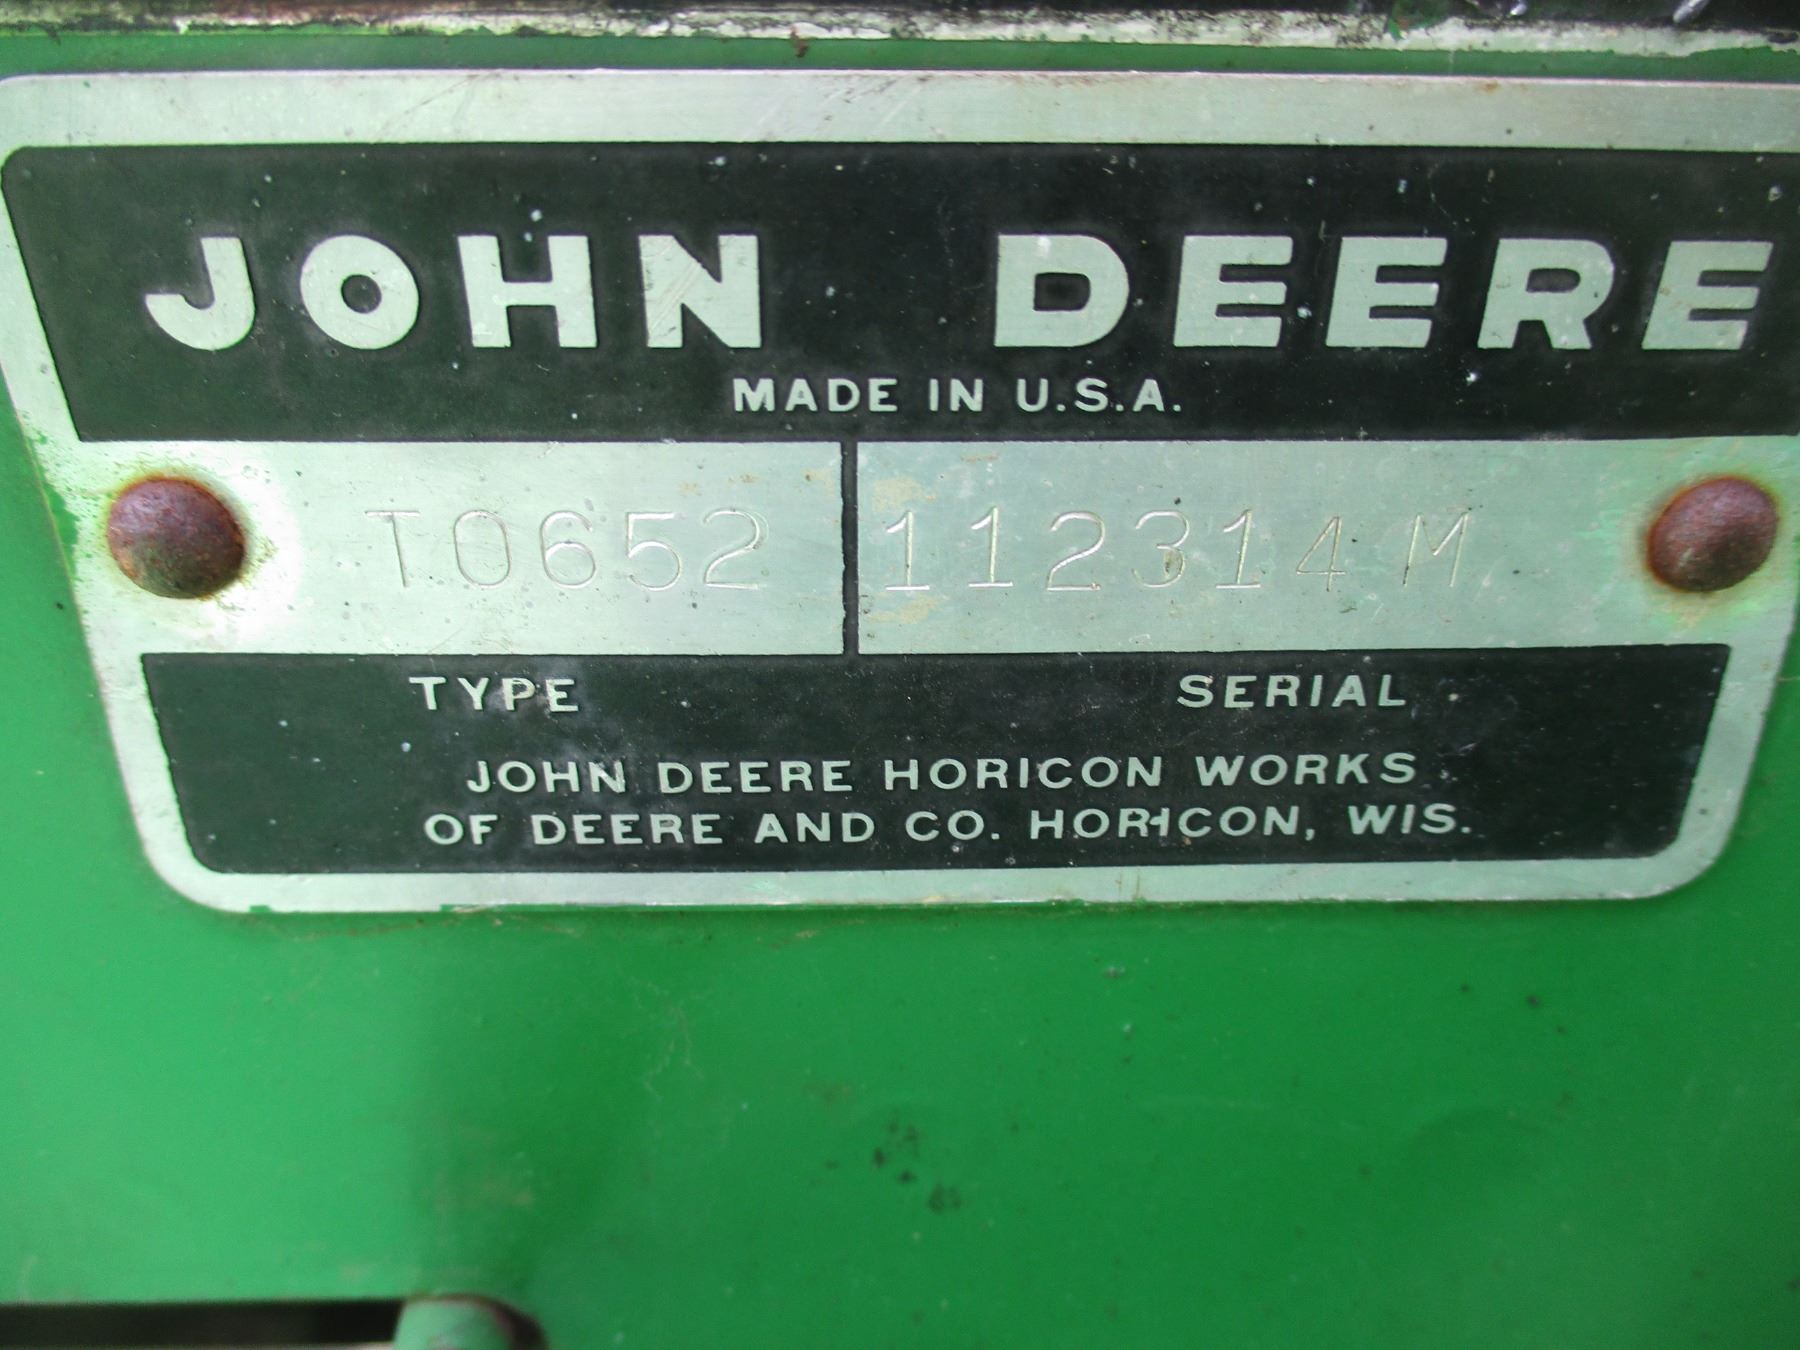 JOHN DEERE
MADE IN U.S.A.
T0652 112314M
TYPE SERIAL
JOHN DEERE HORICON WORKS
OF DEERE AND CO. HORICON, WIS.